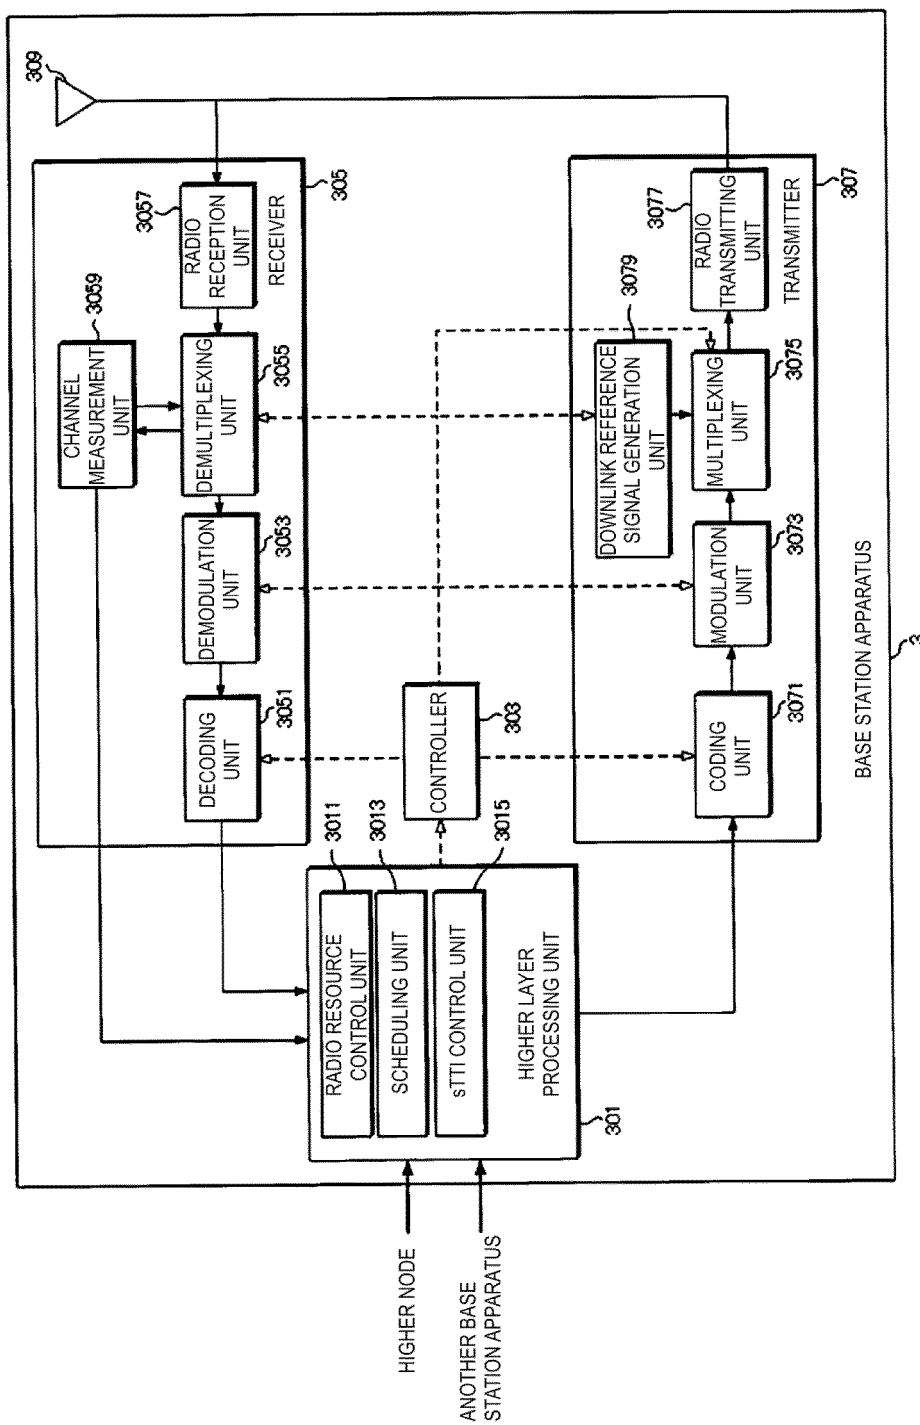 309
3057
RADIO
RECEPTION
UNIT
RECEIVER
305
3059
CHANNEL
MEASUREMENT
UNIT
DEMULTIPLEXING
UNIT
3055
DEMODULATION
UNIT
3053
DECODING
UNIT
3051
CONTROLLER
303
3011
RADIO RESOURCE
CONTROL UNIT
3013
SCHEDULING UNIT
3015
sTTI CONTROL UNIT
HIGHER LAYER
PROCESSING UNIT
301
HIGHER NODE
ANOTHER BASE
STATION APPARATUS
3077
RADIO
TRANSMITTING
UNIT
TRANSMITTER
307
3079
DOWNLINK REFERENCE
SIGNAL GENERATION
UNIT
MULTIPLEXING
UNIT
3075
MODULATION
UNIT
3073
CODING
UNIT
3071
BASE STATION APPARATUS
3